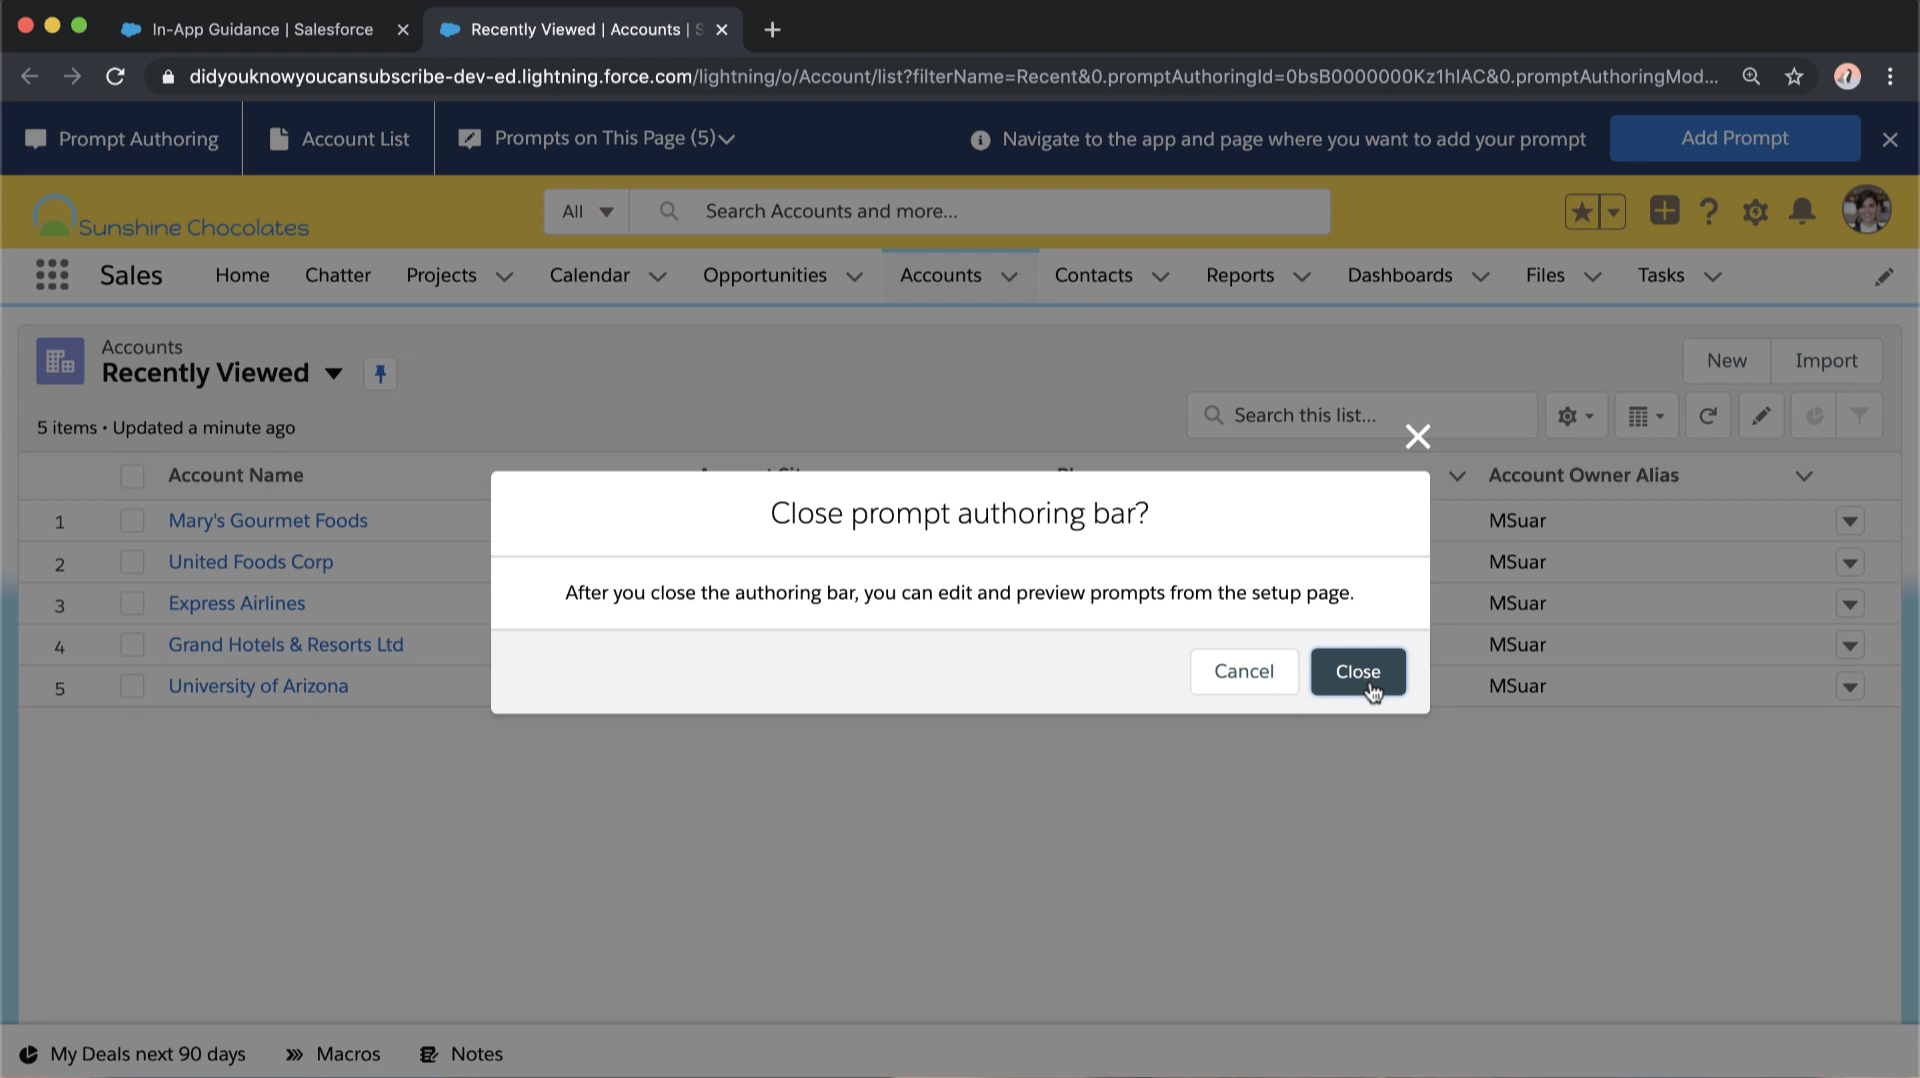 In-App Guidance | Salesforce
Recently Viewed | Accounts | S
didyouknowyoucansubscribe-dev-ed.lightning.force.com/lightning/o/Account/list?filterName=Recent&0.promptAuthoringId=0bsB0000000Kz1hIAC&0.promptAuthoringMod...
Prompt Authoring
Account List
Prompts on This Page (5)
Navigate to the app and page where you want to add your prompt
Add Prompt
Sunshine Chocolates
All
Search Accounts and more...
Sales
Home
Chatter
Projects
Calendar
Opportunities
Accounts
Contacts
Reports
Dashboards
Files
Tasks
Accounts
Recently Viewed
New
Import
5 items • Updated a minute ago
Search this list...
Account Name
Account Owner Alias
1 Mary's Gourmet Foods MSuar
2 United Foods Corp MSuar
3 Express Airlines MSuar
4 Grand Hotels & Resorts Ltd MSuar
5 University of Arizona MSuar
Close prompt authoring bar?
After you close the authoring bar, you can edit and preview prompts from the setup page.
Cancel
Close
My Deals next 90 days
Macros
Notes